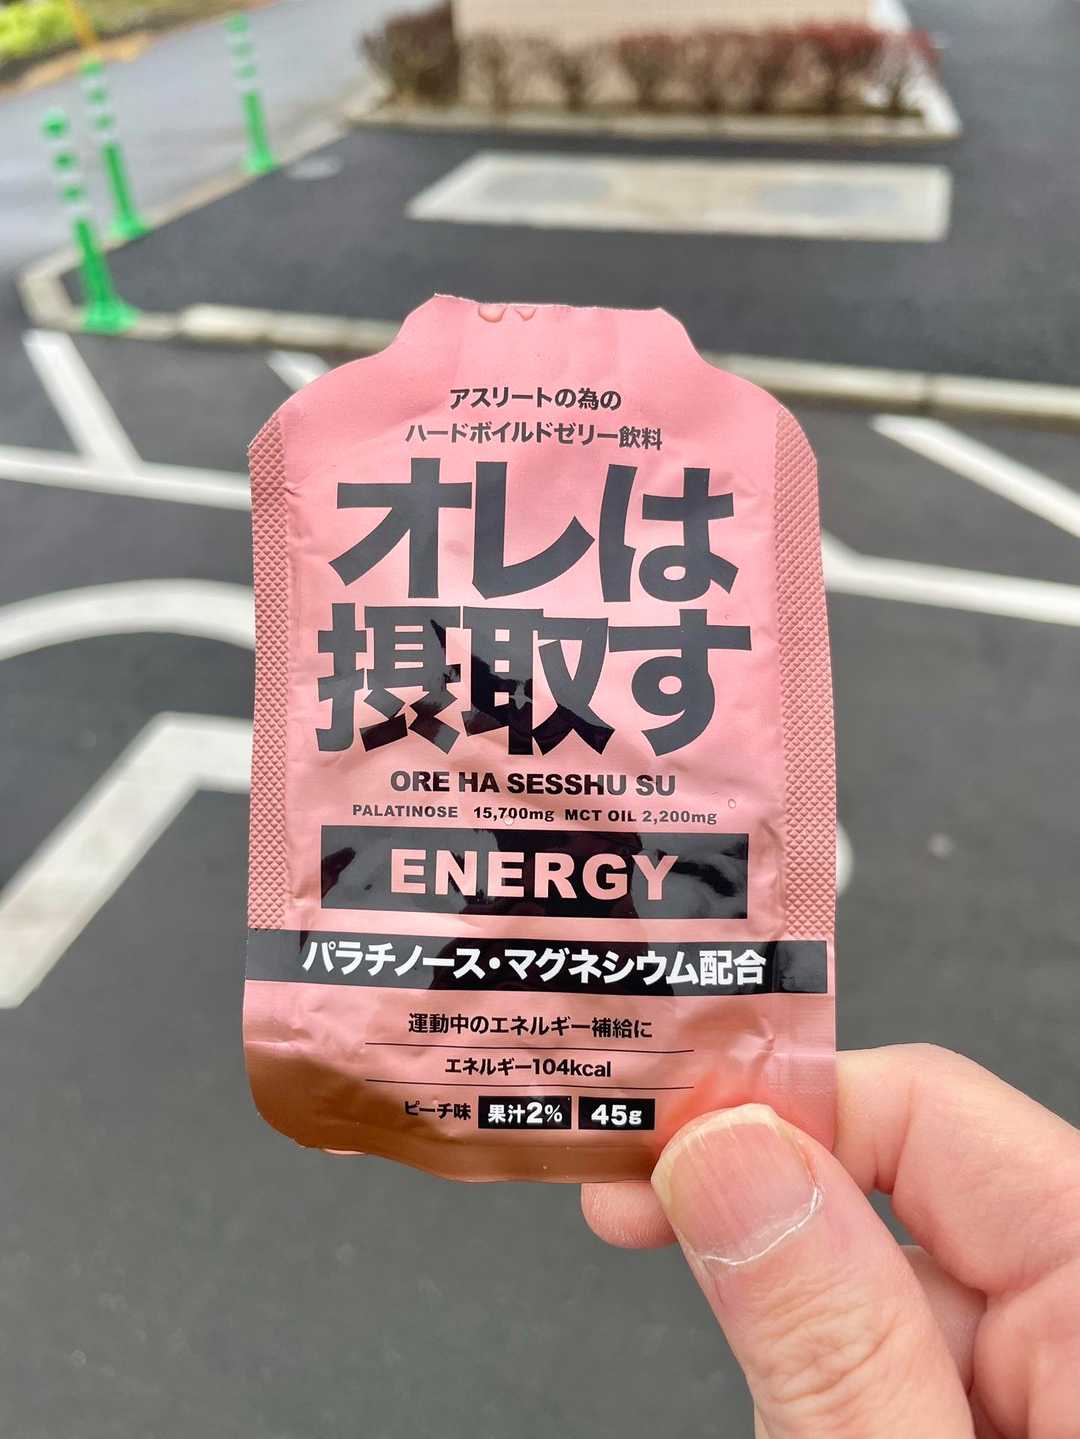 アスリートの為の
ハードボイルドゼリー飲料
オレは
摂取す
ORE HA SESSHU SU
PALATINOSE 15,700mg MCT OIL 2,200mg
ENERGY
パラチノース・マグネシウム配合
運動中のエネルギー補給に
エネルギー104kcal
ピーチ味 果汁2% 45g